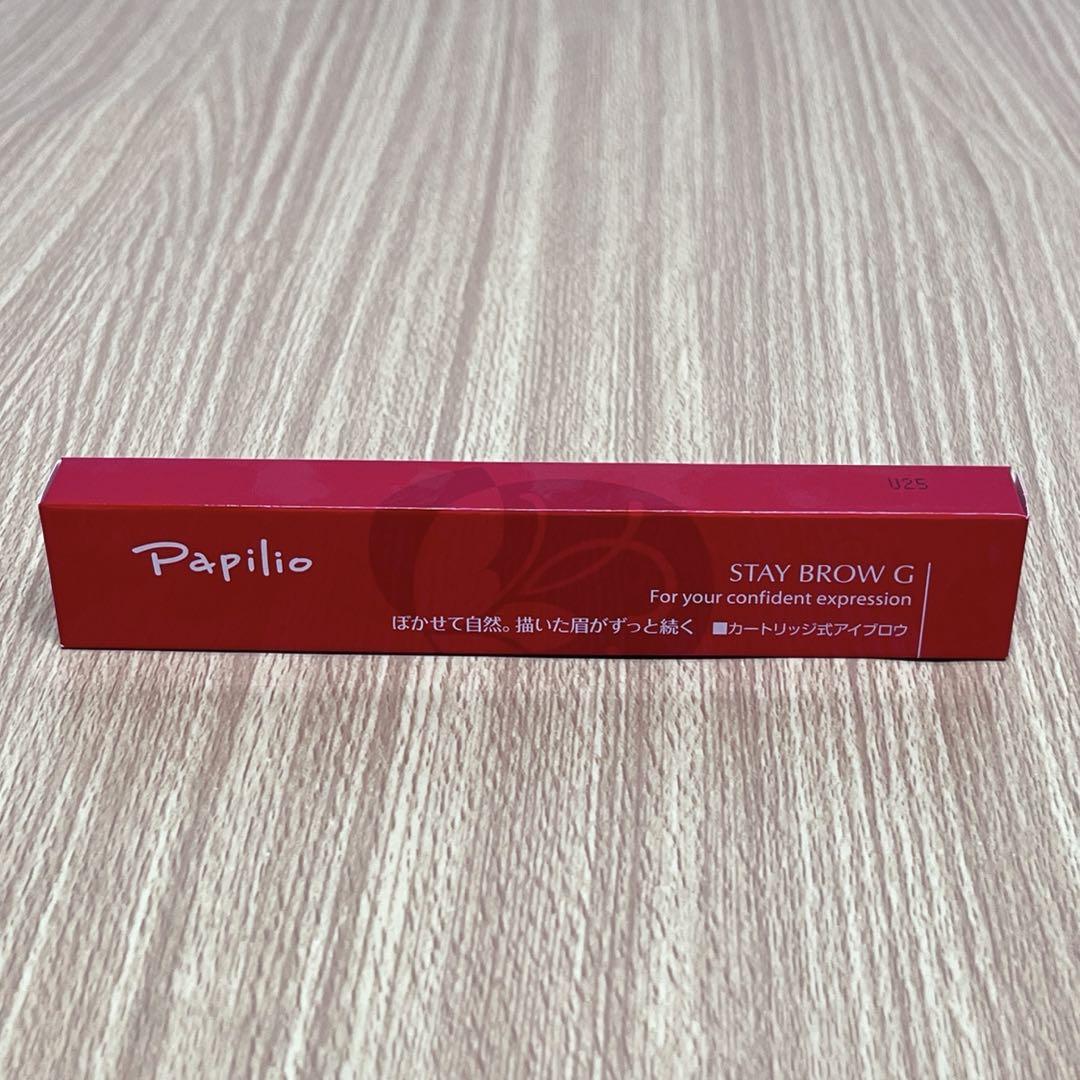 U25
Papilio
STAY BROW G
For your confident expression
ぼかせて自然。描いた眉がずっと続く ■カートリッジ式アイブロウ